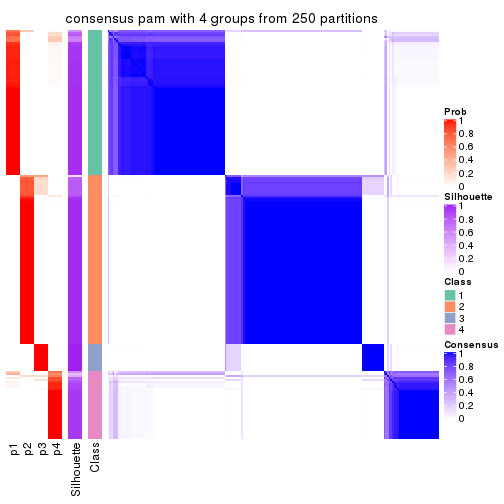 consensus pam with 4 groups from 250 partitions
Prob
1
0.8
0.6
0.4
0.2
0
Silhouette
1
0.8
0.6
0.4
0.2
0
Class
1
2
3
4
Consensus
1
0.8
0.6
0.4
0.2
0
p1
p2
p3
p4
Silhouette
Class